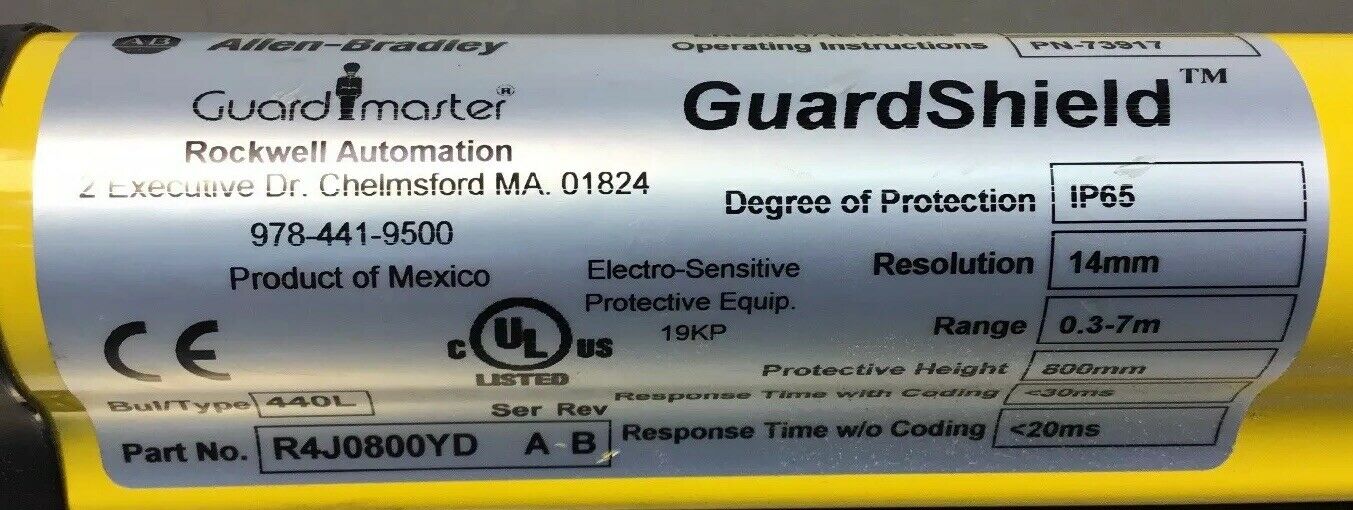 AB Allen-Bradley
Guardmaster®
Rockwell Automation
2 Executive Dr. Chelmsford MA. 01824
978-441-9500
Product of Mexico
CE
C UL US
LISTED
Electro-Sensitive
Protective Equip.
19KP
Bul/Type 440L
Ser Rev
Part No. R4J0800YD A B
Operating Instructions PN-73917
GuardShield™
Degree of Protection IP65
Resolution 14mm
Range 0.3-7m
Protective Height 800mm
Response Time with Coding <30ms
Response Time w/o Coding <20ms